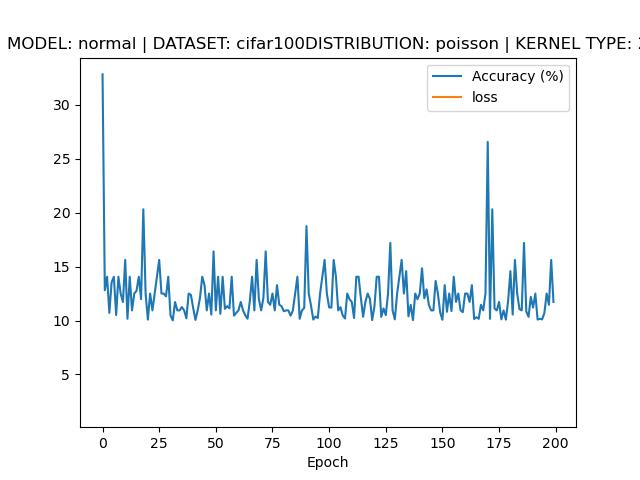 MODEL: normal | DATASET: cifar100DISTRIBUTION: poisson | KERNEL TYPE:
Accuracy (%)
loss
30
25
20
15
10
5
0 25 50 75 100 125 150 175 200
Epoch